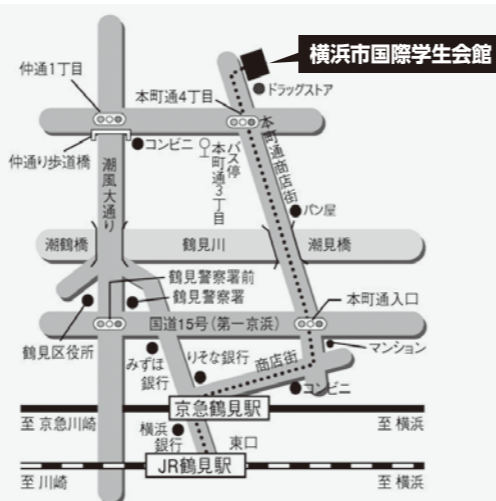 横浜市国際学生会館
仲通1丁目
本町通4丁目
ドラッグストア
仲通り歩道橋
コンビニ
バス停
本町通3丁目
本町通商店街
潮風大通り
パン屋
潮鶴橋
鶴見川
潮見橋
鶴見警察署前
鶴見警察署
本町通入口
国道15号(第一京浜)
鶴見区役所
みずほ
銀行
りそな銀行
商店街
マンション
コンビニ
京急鶴見駅
至 京急川崎
至 横浜
横浜
銀行
東口
JR鶴見駅
至 川崎
至 横浜